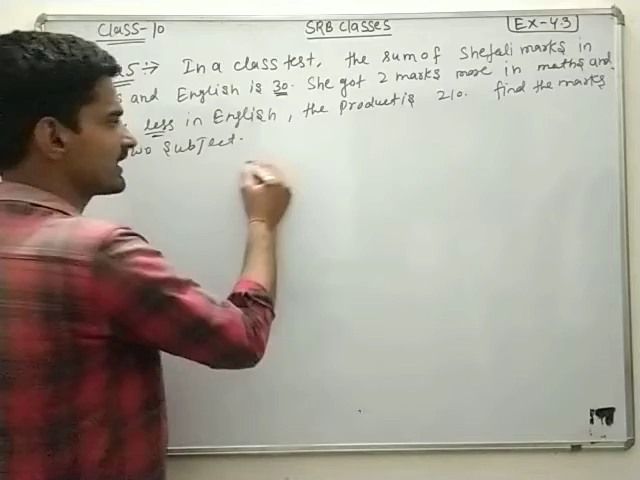 CLASS-10 SRB Classes EX-4.3
5 :→ In a class test, the sum of Shefali marks in
s and English is 30. She got 2 marks more in maths and
less in English, the product is 210. find the marks
wo SubJect.